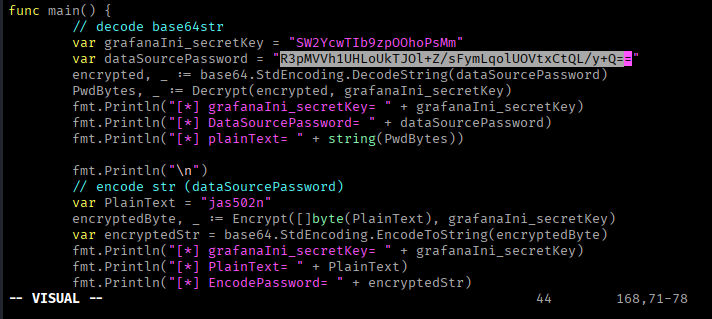 func main() {
// decode base64str
var grafanaIni_secretKey = "SW2YcwTIb9zpOOhoPsMm"
var dataSourcePassword = "R3pMVVh1UHLoUkTJOl+Z/sFymLqolUOVtxCtQL/y+Q=="
encrypted, _ := base64.StdEncoding.DecodeString(dataSourcePassword)
PwdBytes, _ := Decrypt(encrypted, grafanaIni_secretKey)
fmt.Println("[*] grafanaIni_secretKey= " + grafanaIni_secretKey)
fmt.Println("[*] DataSourcePassword= " + dataSourcePassword)
fmt.Println("[*] plainText= " + string(PwdBytes))
fmt.Println("\n")
// encode str (dataSourcePassword)
var PlainText = "jas502n"
encryptedByte, _ := Encrypt([]byte(PlainText), grafanaIni_secretKey)
var encryptedStr = base64.StdEncoding.EncodeToString(encryptedByte)
fmt.Println("[*] grafanaIni_secretKey= " + grafanaIni_secretKey)
fmt.Println("[*] PlainText= " + PlainText)
fmt.Println("[*] EncodePassword= " + encryptedStr)
-- VISUAL -- 44 168,71-78